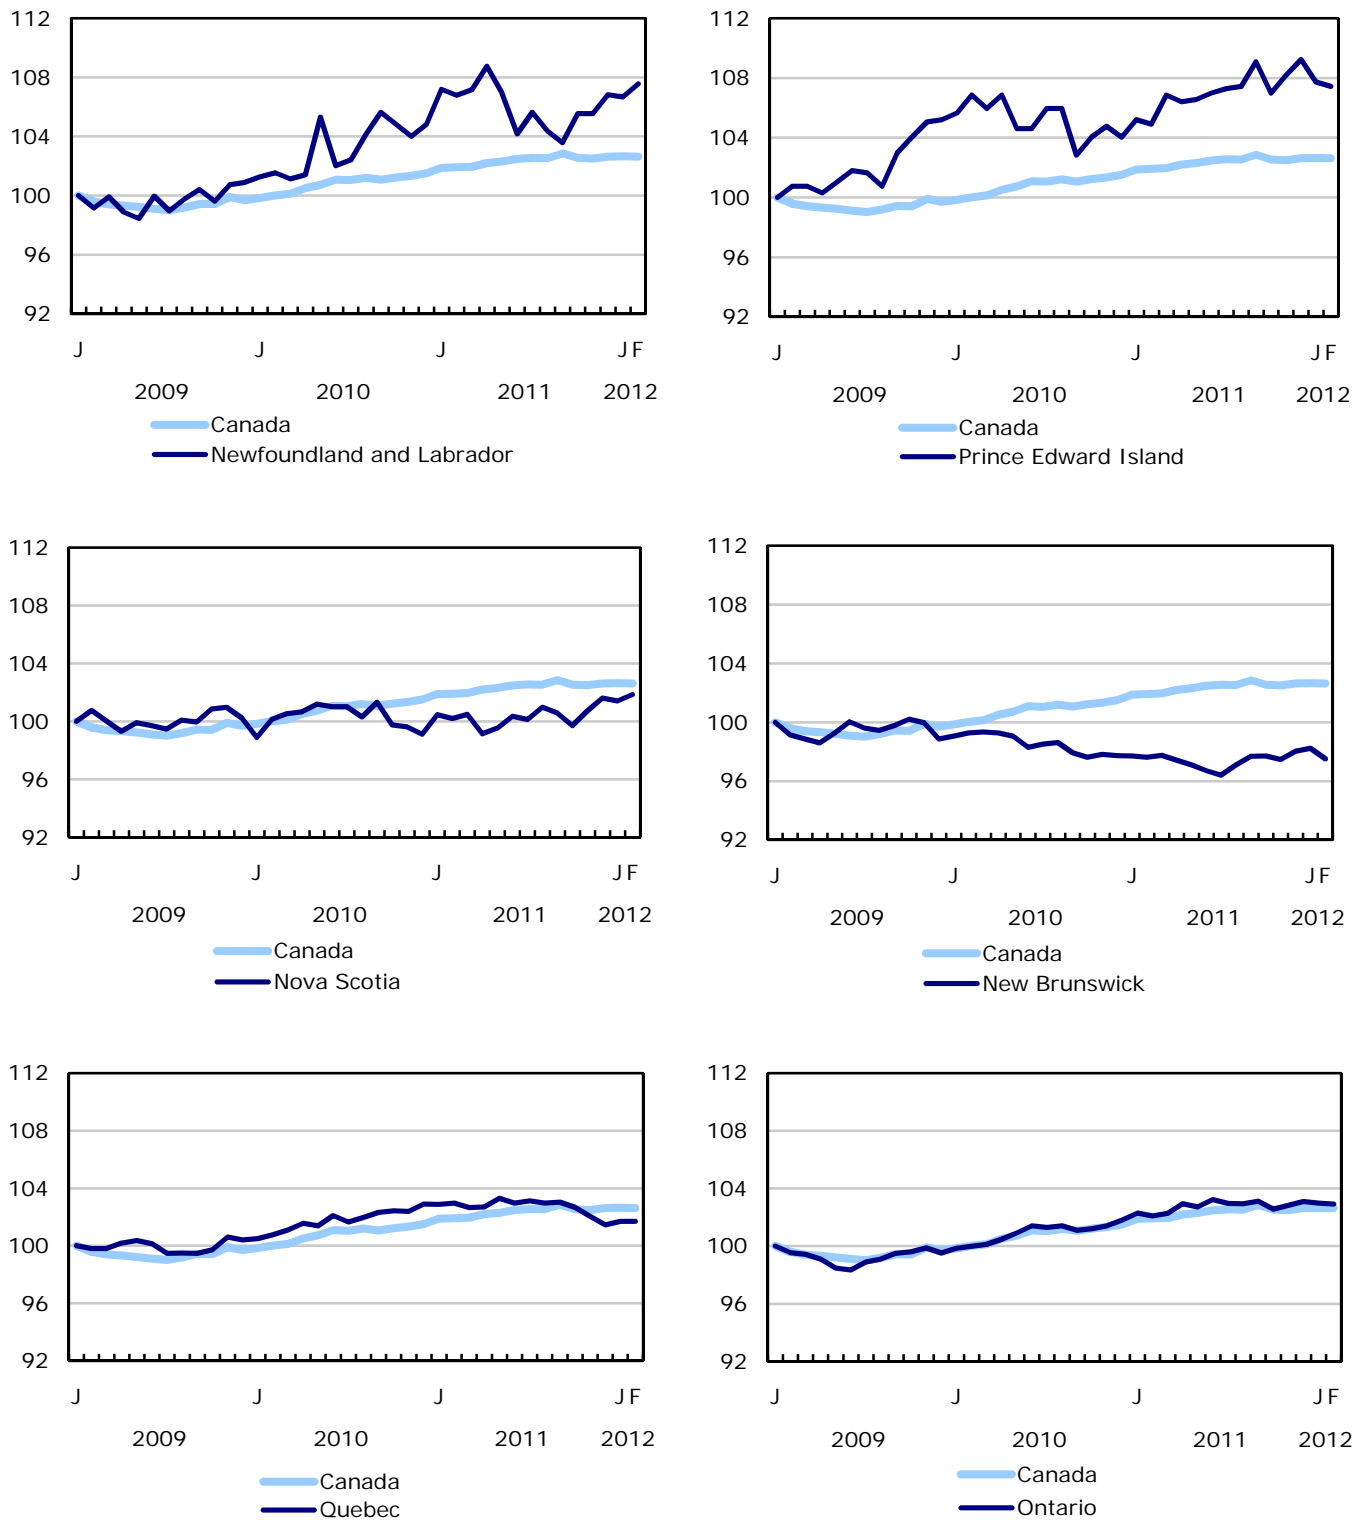 112
108
104
100
96
92
J J J J F
2009 2010 2011 2012
Canada
Newfoundland and Labrador
112
108
104
100
96
92
J J J J F
2009 2010 2011 2012
Canada
Prince Edward Island
112
108
104
100
96
92
J J J J F
2009 2010 2011 2012
Canada
Nova Scotia
112
108
104
100
96
92
J J J J F
2009 2010 2011 2012
Canada
New Brunswick
112
108
104
100
96
92
J J J J F
2009 2010 2011 2012
Canada
Quebec
112
108
104
100
96
92
J J J J F
2009 2010 2011 2012
Canada
Ontario